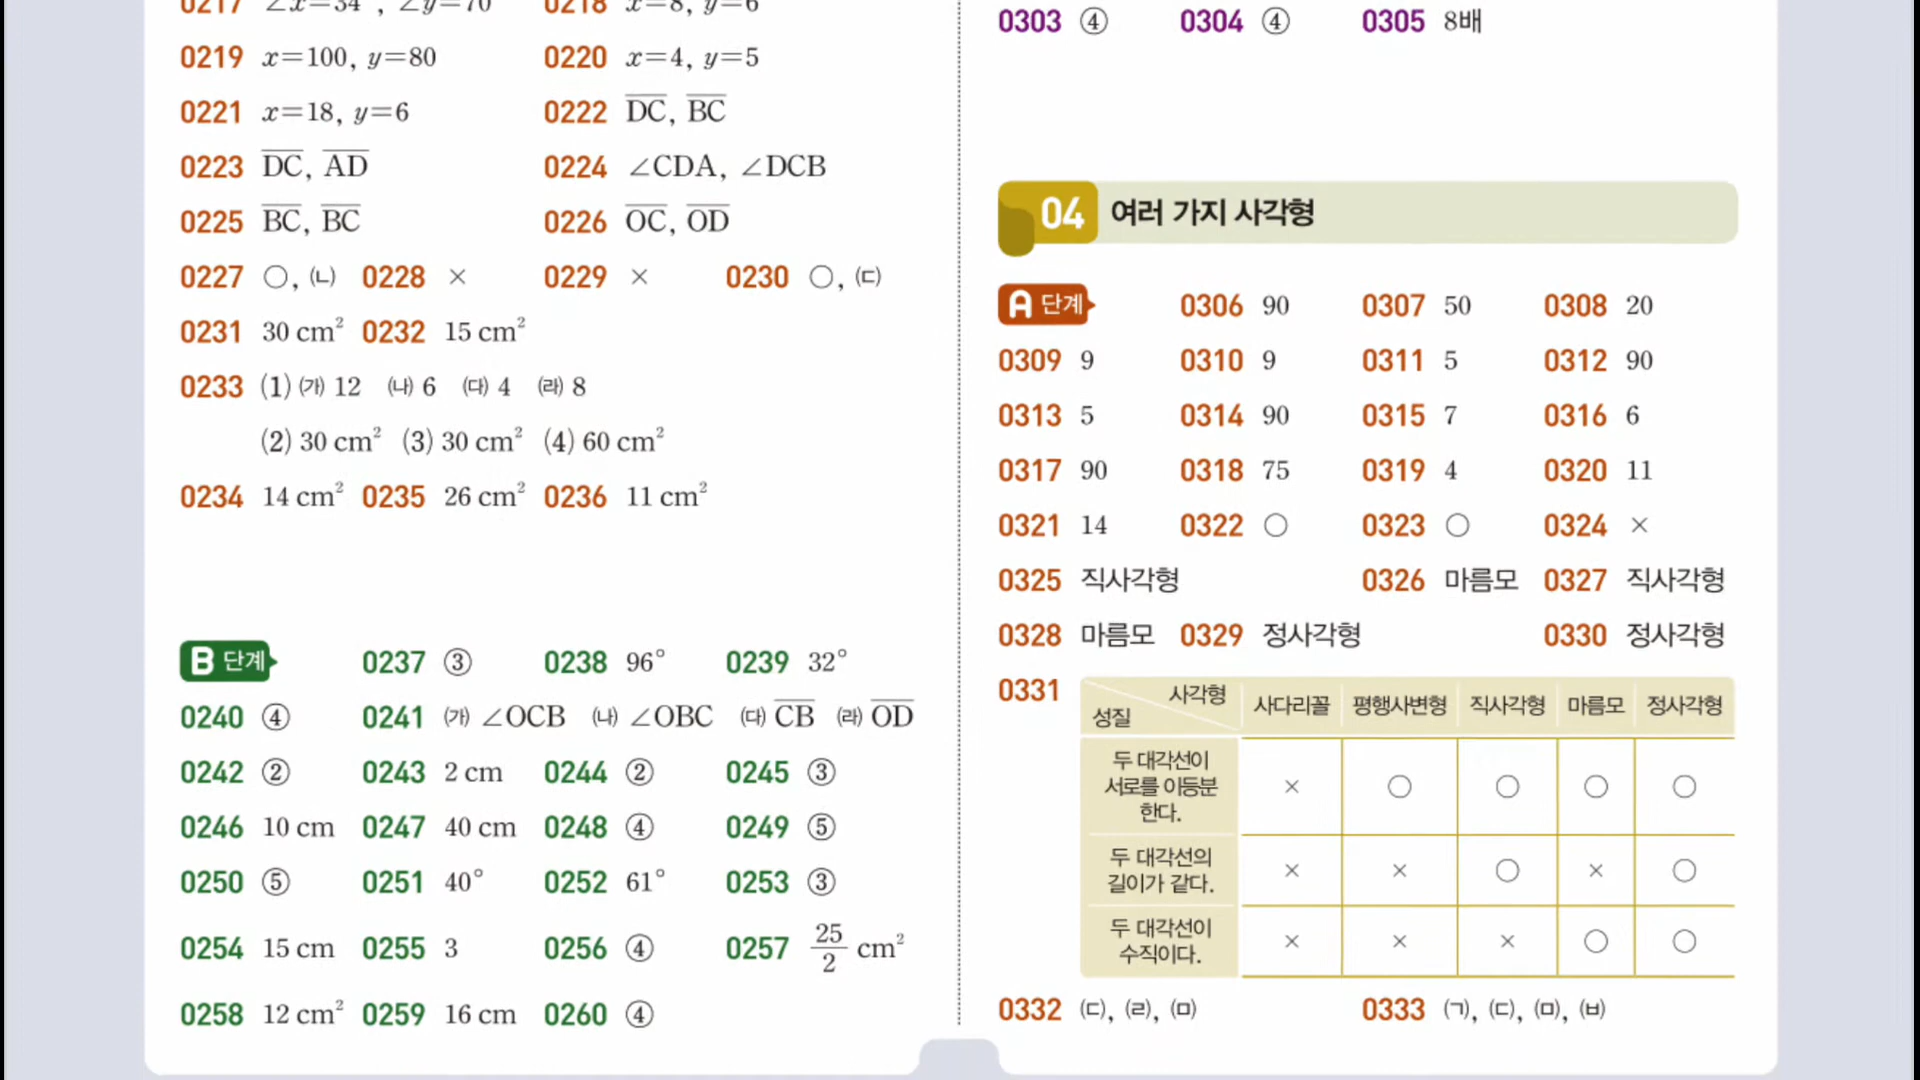 0217 ∠x=34°, ∠y=70° 0218 x=8, y=6
0219 x=100, y=80 0220 x=4, y=5
0221 x=18, y=6 0222 DC, BC
0223 DC, AD 0224 ∠CDA, ∠DCB
0225 BC, BC 0226 OC, OD
0227 ○, ㈁ 0228 × 0229 × 0230 ○, ㈂
0231 30 cm² 0232 15 cm²
0233 (1) ㈎ 12 ㈏ 6 ㈐ 4 ㈑ 8
(2) 30 cm² (3) 30 cm² (4) 60 cm²
0234 14 cm² 0235 26 cm² 0236 11 cm²
B 단계 0237 ③ 0238 96° 0239 32°
0240 ④ 0241 ㈎ ∠OCB ㈏ ∠OBC ㈐ CB ㈑ OD
0242 ② 0243 2 cm 0244 ② 0245 ③
0246 10 cm 0247 40 cm 0248 ④ 0249 ⑤
0250 ⑤ 0251 40° 0252 61° 0253 ③
0254 15 cm 0255 3 0256 ④ 0257 25/2 cm²
0258 12 cm² 0259 16 cm 0260 ④
0303 ④ 0304 ④ 0305 8배
04 여러 가지 사각형
A 단계 0306 90 0307 50 0308 20
0309 9 0310 9 0311 5 0312 90
0313 5 0314 90 0315 7 0316 6
0317 90 0318 75 0319 4 0320 11
0321 14 0322 ○ 0323 ○ 0324 ×
0325 직사각형 0326 마름모 0327 직사각형
0328 마름모 0329 정사각형 0330 정사각형
0331 사각형 성질 사다리꼴 평행사변형 직사각형 마름모 정사각형
두 대각선이
서로를 이등분
한다. × ○ ○ ○ ○
두 대각선의
길이가 같다. × × ○ × ○
두 대각선이
수직이다. × × × ○ ○
0332 ㈂, ㈃, ㈄ 0333 ㈀, ㈂, ㈄, ㈅